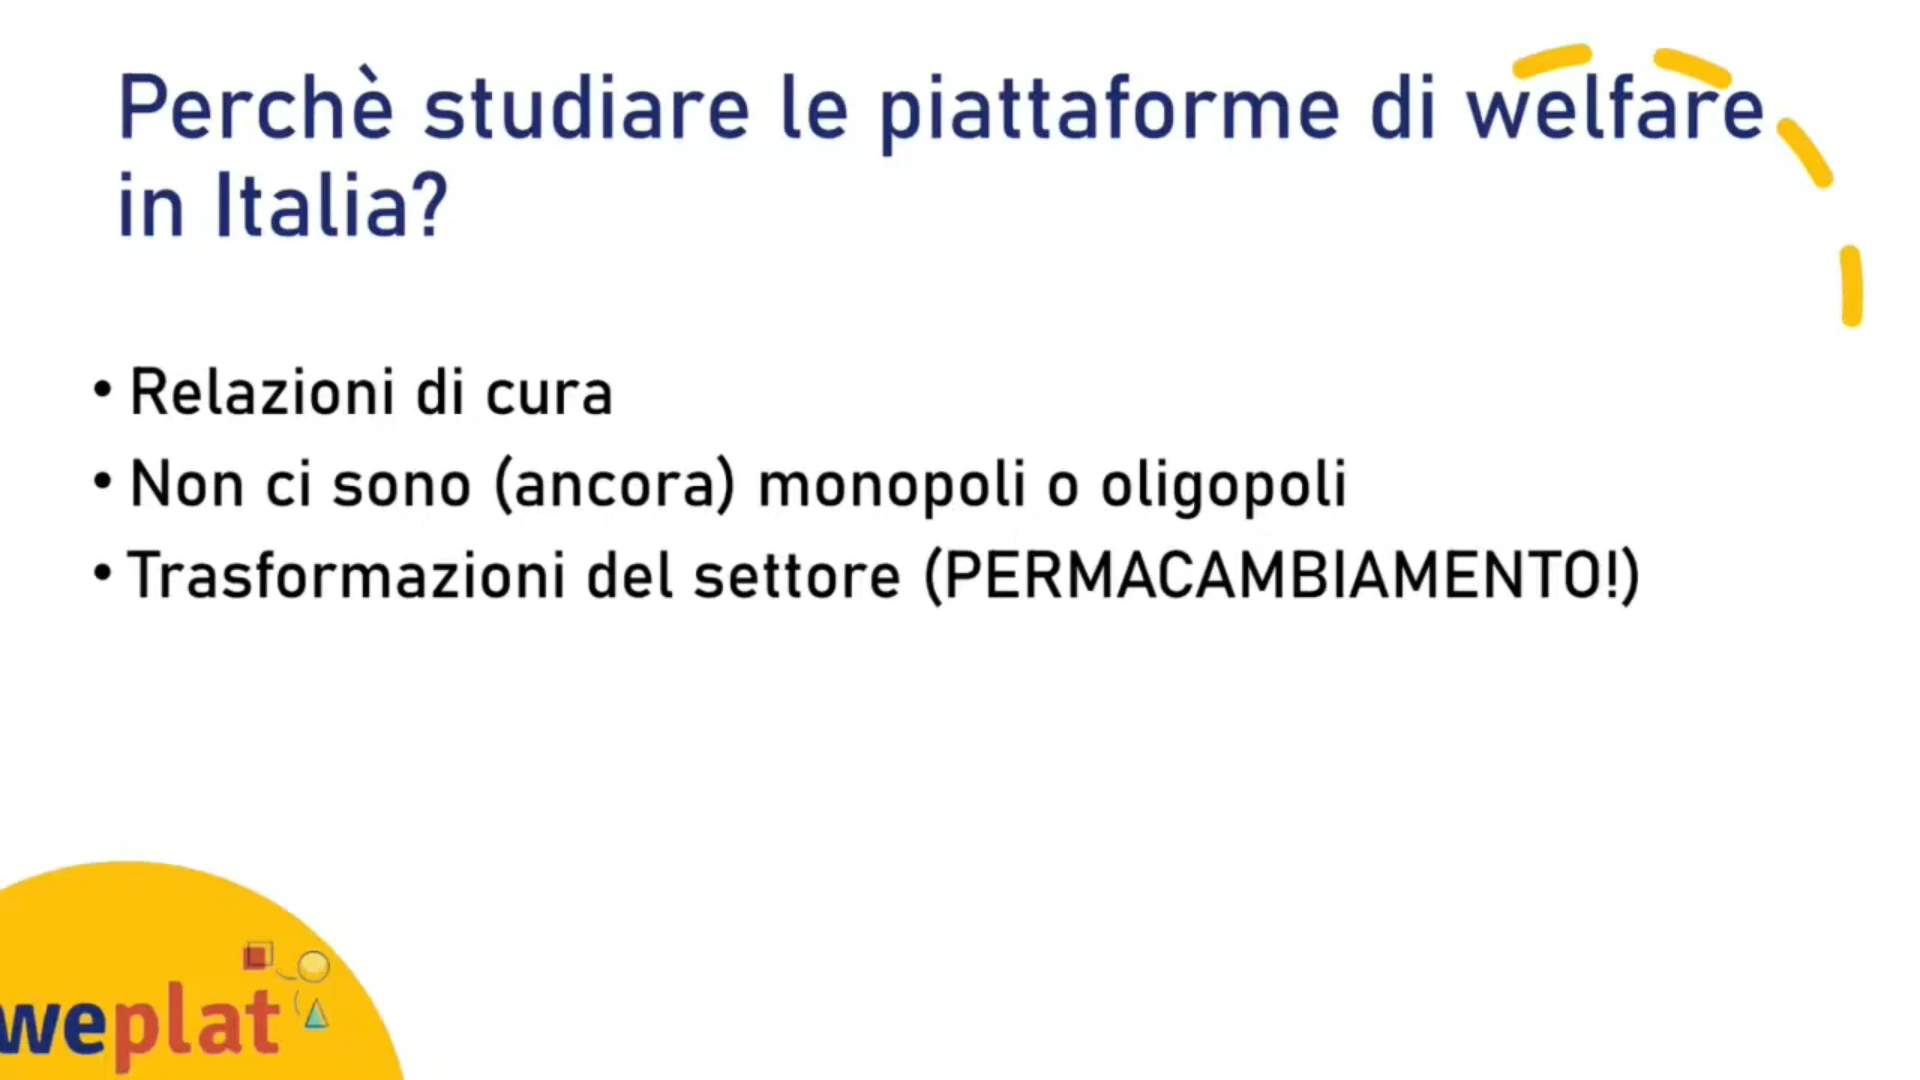 Perchè studiare le piattaforme di welfare
in Italia?
• Relazioni di cura
• Non ci sono (ancora) monopoli o oligopoli
• Trasformazioni del settore (PERMACAMBIAMENTO!)
weplat